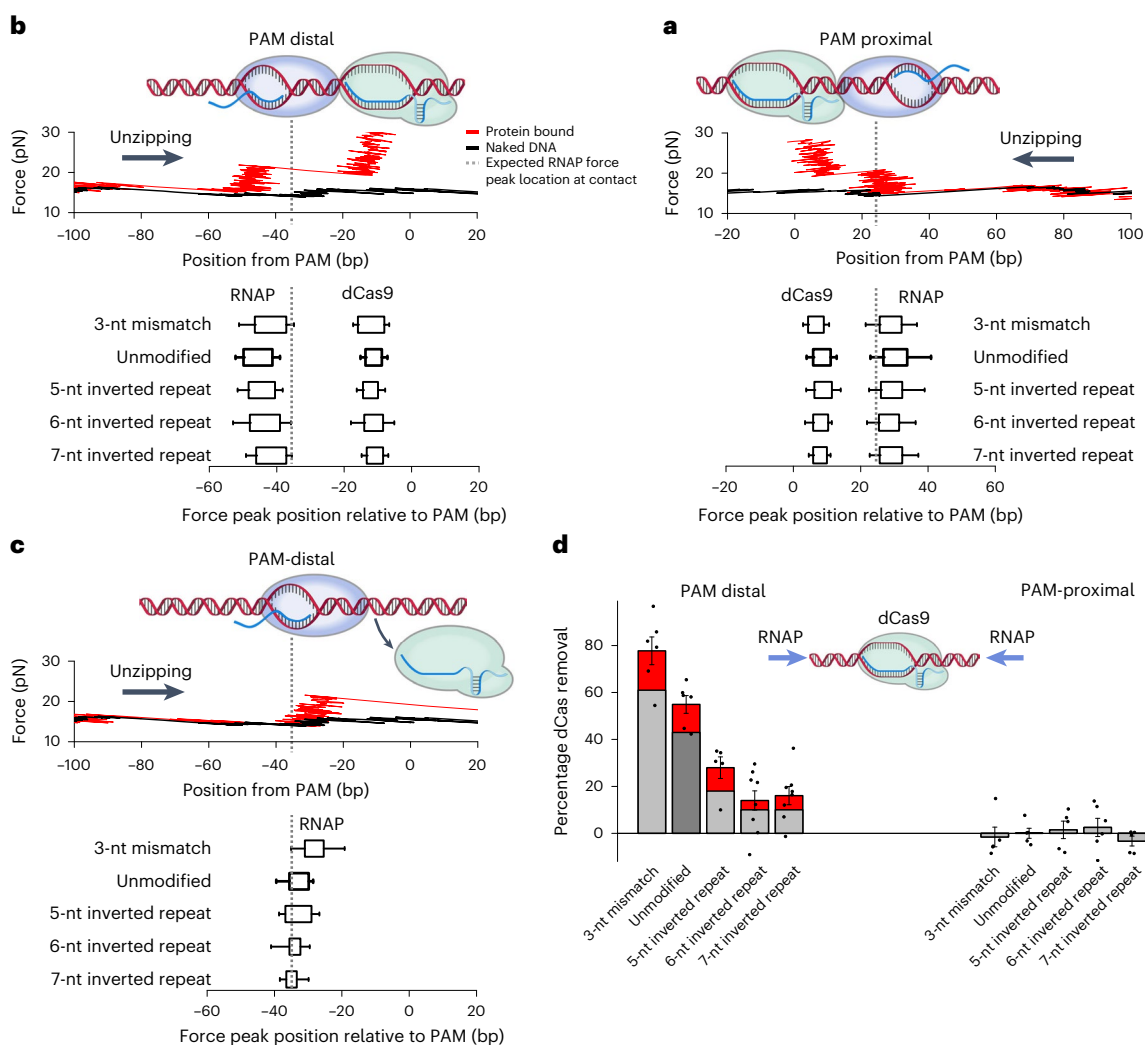 b
PAM distal
Unzipping
Protein bound
Naked DNA
Expected RNAP force
peak location at contact
Force (pN)
30
20
10
−100
−80
−60
−40
−20
0
20
Position from PAM (bp)
RNAP
dCas9
3-nt mismatch
Unmodified
5-nt inverted repeat
6-nt inverted repeat
7-nt inverted repeat
−60
−40
−20
0
20
Force peak position relative to PAM (bp)
a
PAM proximal
Unzipping
Force (pN)
30
20
10
−20
0
20
40
60
80
100
Position from PAM (bp)
dCas9
RNAP
3-nt mismatch
Unmodified
5-nt inverted repeat
6-nt inverted repeat
7-nt inverted repeat
−20
0
20
40
60
Force peak position relative to PAM (bp)
c
PAM-distal
Unzipping
Force (pN)
30
20
10
−100
−80
−60
−40
−20
0
20
Position from PAM (bp)
RNAP
3-nt mismatch
Unmodified
5-nt inverted repeat
6-nt inverted repeat
7-nt inverted repeat
−60
−40
−20
0
20
Force peak position relative to PAM (bp)
d
PAM distal
PAM-proximal
dCas9
RNAP
RNAP
Percentage dCas removal
80
60
40
20
0
3-nt mismatch
Unmodified
5-nt inverted repeat
6-nt inverted repeat
7-nt inverted repeat
3-nt mismatch
Unmodified
5-nt inverted repeat
6-nt inverted repeat
7-nt inverted repeat